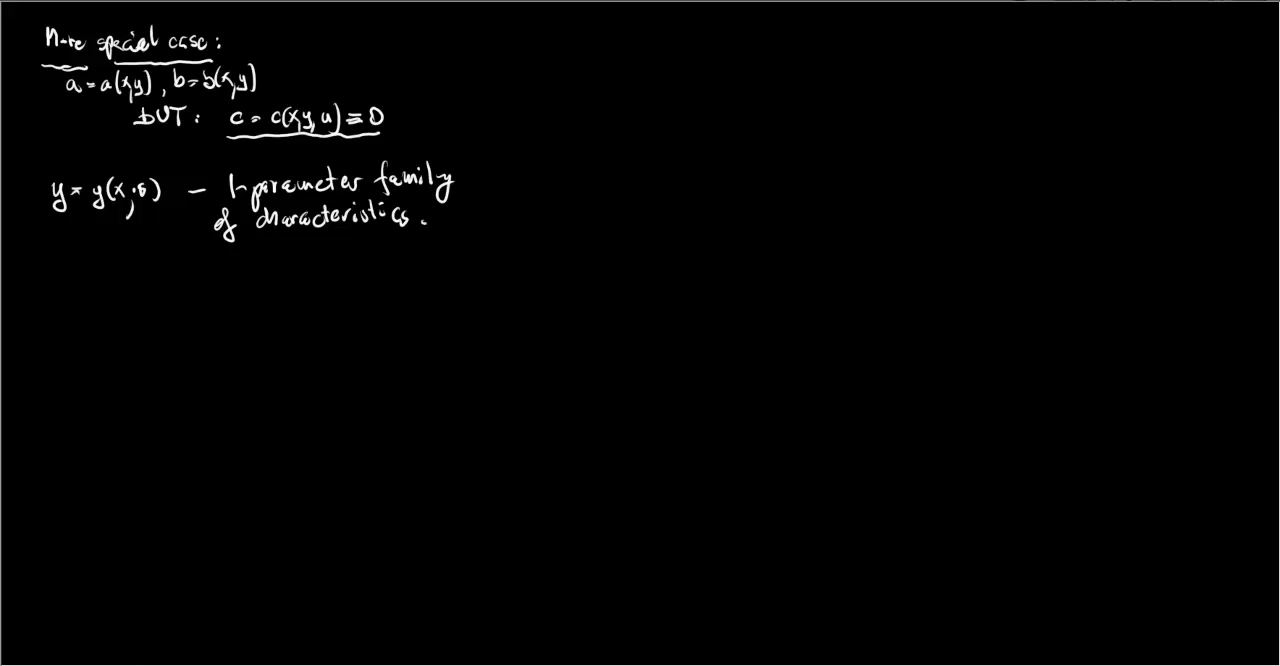 More special case:
a = a(x,y), b = b(x,y)
BUT: c = c(x,y,u) ≡ 0
y = y(x;s) – 1-parameter family
of characteristics.